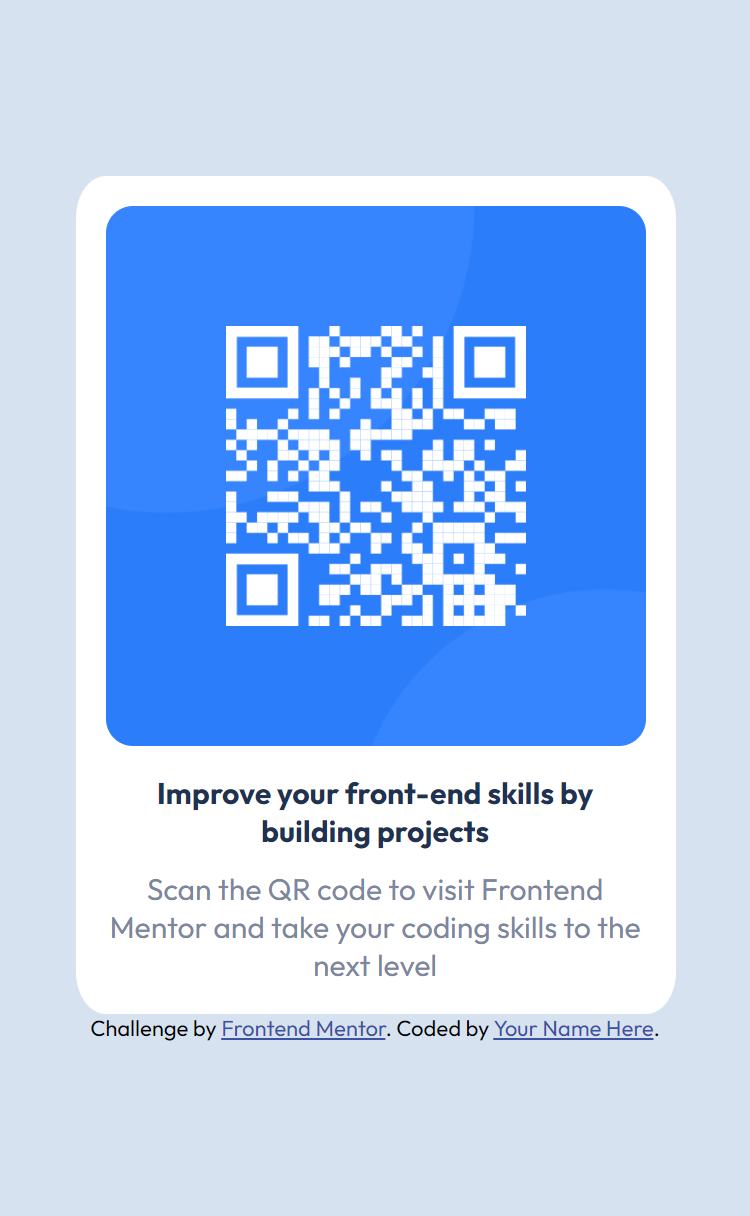 Improve your front-end skills by
building projects
Scan the QR code to visit Frontend
Mentor and take your coding skills to the
next level
Challenge by Frontend Mentor. Coded by Your Name Here.